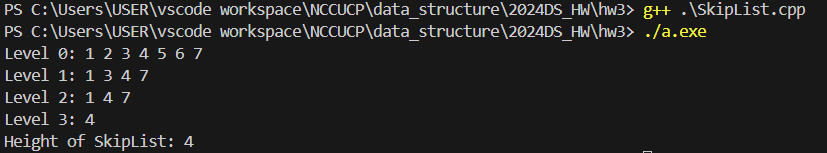 PS C:\Users\USER\vscode workspace\NCCUCP\data_structure\2024DS_HW\hw3> g++ .\SkipList.cpp
PS C:\Users\USER\vscode workspace\NCCUCP\data_structure\2024DS_HW\hw3> ./a.exe
Level 0: 1 2 3 4 5 6 7
Level 1: 1 3 4 7
Level 2: 1 4 7
Level 3: 4
Height of SkipList: 4